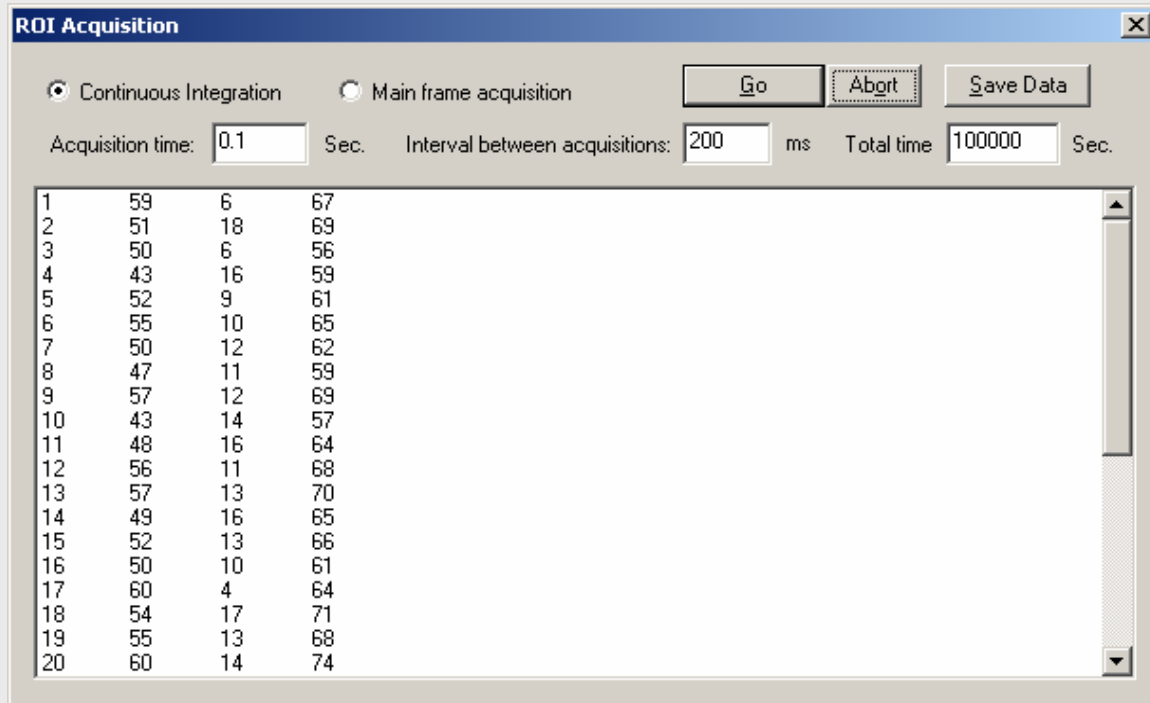 ROI Acquisition
Continuous Integration Main frame acquisition Go Abort Save Data
Acquisition time: 0.1 Sec. Interval between acquisitions: 200 ms Total time 100000 Sec.
1 59 6 67
2 51 18 69
3 50 6 56
4 43 16 59
5 52 9 61
6 55 10 65
7 50 12 62
8 47 11 59
9 57 12 69
10 43 14 57
11 48 16 64
12 56 11 68
13 57 13 70
14 49 16 65
15 52 13 66
16 50 10 61
17 60 4 64
18 54 17 71
19 55 13 68
20 60 14 74